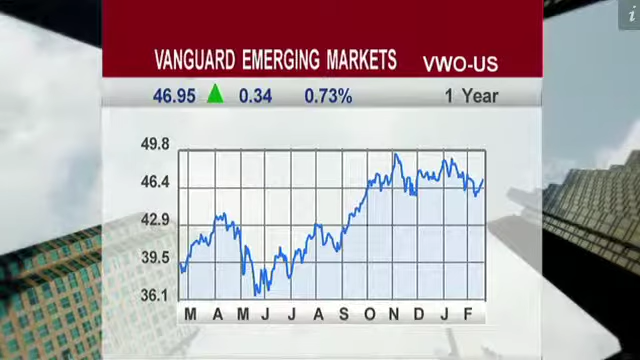 VANGUARD EMERGING MARKETS VWO-US
46.95 0.34 0.73% 1 Year
49.8
46.4
42.9
39.5
36.1
M A M J J A S O N D J F
i